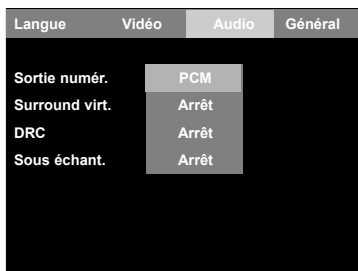 Langue Vidéo Audio Général
Sortie numér. PCM
Surround virt. Arrêt
DRC Arrêt
Sous échant. Arrêt